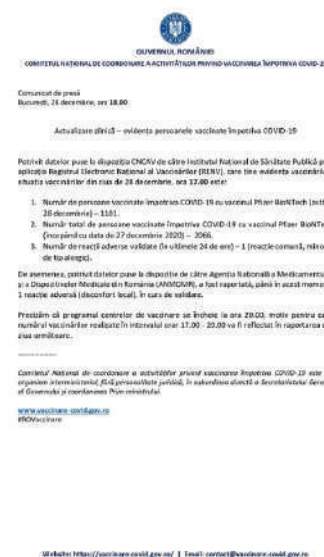 GUVERNUL ROMÂNIEI
COMITETUL NAȚIONAL DE COORDONARE A ACTIVITĂȚILOR PRIVIND VACCINAREA ÎMPOTRIVA COVID-
Comunicat de presă
București, 28 decembrie, ora 18.00
Actualizare zilnică – evidența persoanelor vaccinate împotriva COVID-19
Potrivit datelor puse la dispoziția CNCAV de către Institutul Național de Sănătate Publică p
aplicația Registrul Electronic Național al Vaccinărilor (RENV), care ține evidența vaccinări
situația vaccinărilor din ziua de 28 decembrie, ora 17.00 este:
1. Număr de persoane vaccinate împotriva COVID-19 cu vaccinul Pfizer BioNTech
28 decembrie) – 1181.
2. Număr total de persoane vaccinate împotriva COVID-19 cu vaccinul Pfizer BioNTe
(începând cu data de 27 decembrie 2020) – 2066.
3. Număr de reacții adverse validate (în ultimele 24 de ore) – 1 (reacție comună, mino
de tip alergic).
De asemenea, potrivit datelor puse la dispoziție de către Agenția Națională a Medicamentu
și a Dispozitivelor Medicale din România (ANMDMR), a fost raportată, până în acest momen
1 reacție adversă (disconfort local), în curs de validare.
Precizăm că programul centrelor de vaccinare se încheie la ora 20.00, motiv pentru ca
numărul vaccinărilor realizate în intervalul orar 17.00 - 20.00 va fi reflectat în raportarea
ziua următoare.
Comitetul Național de coordonare a activităților privind vaccinarea împotriva COVID-19 este
organism interministerial, fără personalitate juridică, în subordinea directă a Secretariatului Gene
al Guvernului și coordonarea Prim-ministrului.
www.vaccinare-covid.gov.ro
#ROVaccinare
Website: https://vaccinare-covid.gov.ro/ | Email: contact@vaccinare-covid.gov.ro